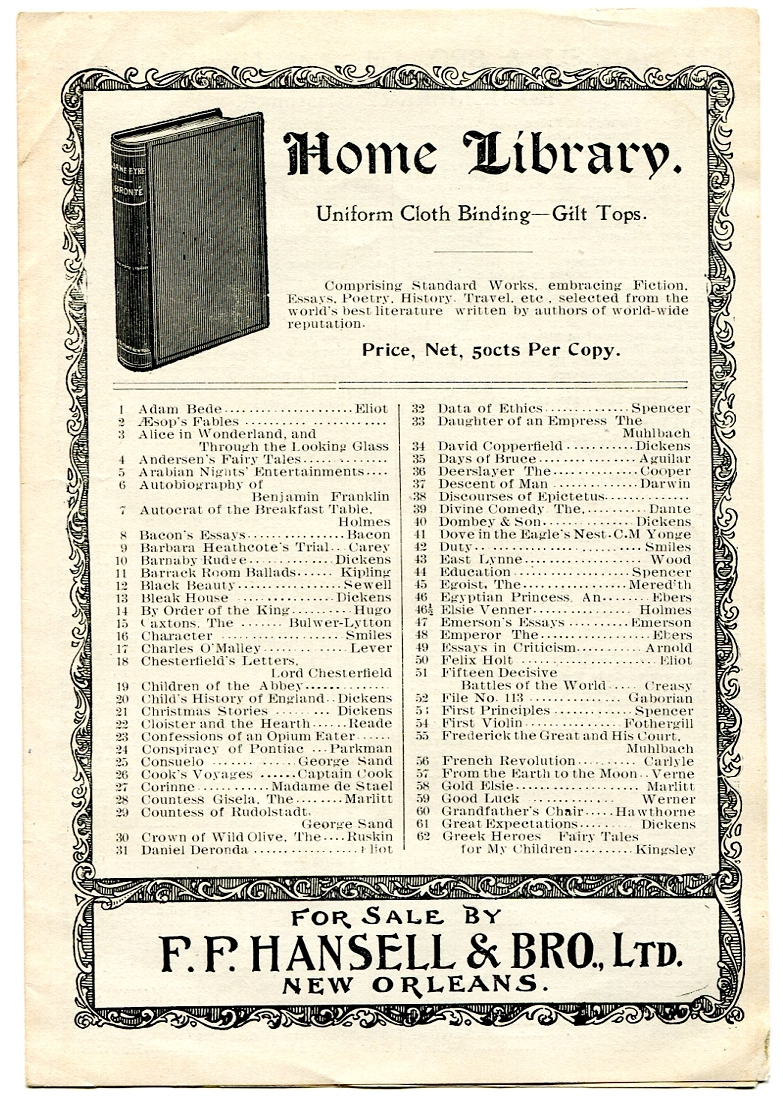 JANE EYRE
BRONTË
Home Library.
Uniform Cloth Binding—Gilt Tops.
Comprising Standard Works, embracing Fiction,
Essays, Poetry, History, Travel, etc., selected from the
world's best literature written by authors of world-wide
reputation.
Price, Net, 50cts Per Copy.
1 Adam Bede....................Eliot
2 Æsop's Fables ....................
3 Alice in Wonderland, and
Through the Looking Glass
4 Andersen's Fairy Tales............
5 Arabian Nights' Entertainments....
6 Autobiography of
Benjamin Franklin
7 Autocrat of the Breakfast Table,
Holmes
8 Bacon's Essays................Bacon
9 Barbara Heathcote's Trial...Carey
10 Barnaby Rudge..............Dickens
11 Barrack Room Ballads......Kipling
12 Black Beauty................Sewell
13 Bleak House ...............Dickens
14 By Order of the King.........Hugo
15 Caxtons, The .......Bulwer-Lytton
16 Character ..................Smiles
17 Charles O'Malley.............Lever
18 Chesterfield's Letters,
Lord Chesterfield
19 Children of the Abbey............
20 Child's History of England..Dickens
21 Christmas Stories ........Dickens
22 Cloister and the Hearth.....Reade
23 Confessions of an Opium Eater......
24 Conspiracy of Pontiac ...Parkman
25 Consuelo ..............George Sand
26 Cook's Voyages ......Captain Cook
27 Corinne...........Madame de Stael
28 Countess Gisela, The.......Marlitt
29 Countess of Rudolstadt,
George Sand
30 Crown of Wild Olive, The....Ruskin
31 Daniel Deronda ................Eliot
32 Data of Ethics.............Spencer
33 Daughter of an Empress The
Muhlbach
34 David Copperfield ..........Dickens
35 Days of Bruce..............Aguilar
36 Deerslayer The.............Cooper
37 Descent of Man .............Darwin
38 Discourses of Epictetus.............
39 Divine Comedy The,..........Dante
40 Dombey & Son..............Dickens
41 Dove in the Eagle's Nest.C.M Yonge
42 Duty.. .....................Smiles
43 East Lynne...................Wood
44 Education ..................Spencer
45 Egoist, The................Meredith
46 Egyptian Princess, An.......Ebers
46½ Elsie Venner...............Holmes
47 Emerson's Essays ..........Emerson
48 Emperor The.................Ebers
49 Essays in Criticism..........Arnold
50 Felix Holt ...................Eliot
51 Fifteen Decisive
Battles of the World .....Creasy
52 File No. 113 .............Gaborian
53 First Principles ...........Spencer
54 First Violin .............Fothergill
55 Frederick the Great and His Court,
Muhlbach
56 French Revolution..........Carlyle
57 From the Earth to the Moon..Verne
58 Gold Elsie..................Marlitt
59 Good Luck ................Werner
60 Grandfather's Chair....Hawthorne
61 Great Expectations.........Dickens
62 Greek Heroes Fairy Tales
for My Children..........Kingsley
FOR SALE BY
F. F. HANSELL & BRO., LTD.
NEW ORLEANS.